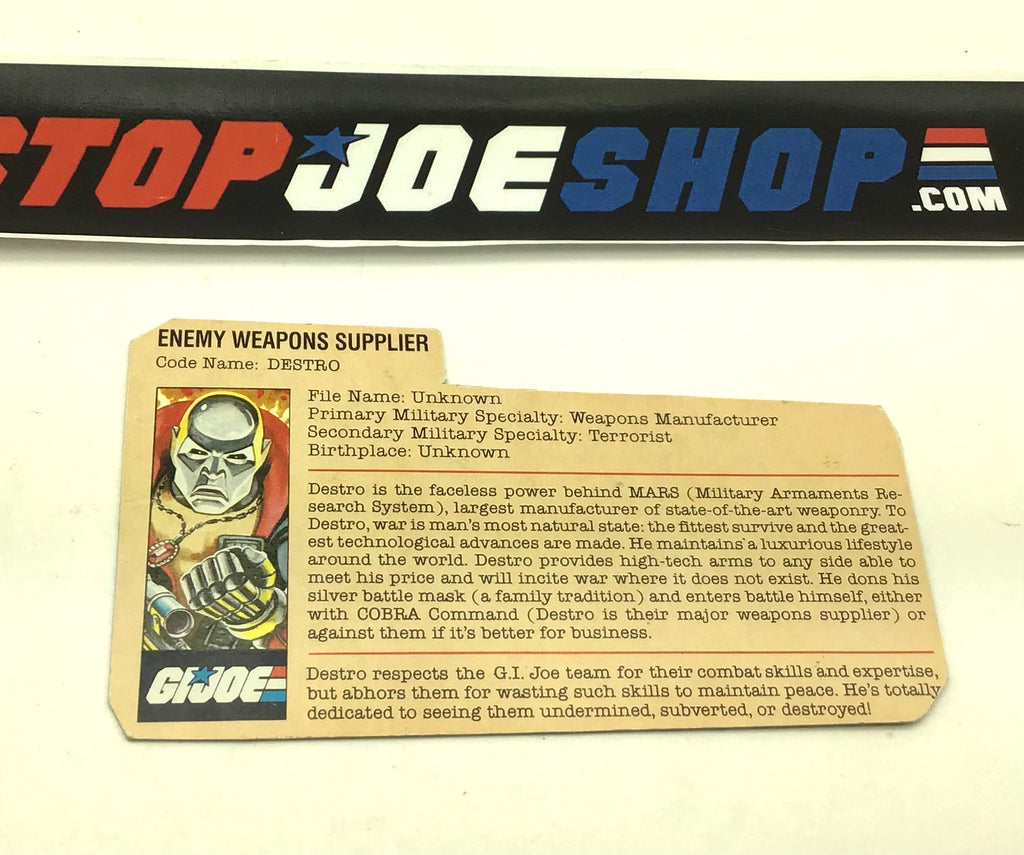 STOPJOESHOP
.COM
ENEMY WEAPONS SUPPLIER
Code Name: DESTRO
File Name: Unknown
Primary Military Specialty: Weapons Manufacturer
Secondary Military Specialty: Terrorist
Birthplace: Unknown
Destro is the faceless power behind MARS (Military Armaments Re-
search System), largest manufacturer of state-of-the-art weaponry. To
Destro, war is man's most natural state: the fittest survive and the great-
est technological advances are made. He maintains a luxurious lifestyle
around the world. Destro provides high-tech arms to any side able to
meet his price and will incite war where it does not exist. He dons his
silver battle mask (a family tradition) and enters battle himself, either
with COBRA Command (Destro is their major weapons supplier) or
against them if it's better for business.
GIJOE
Destro respects the G.I. Joe team for their combat skills and expertise,
but abhors them for wasting such skills to maintain peace. He's totally
dedicated to seeing them undermined, subverted, or destroyed!